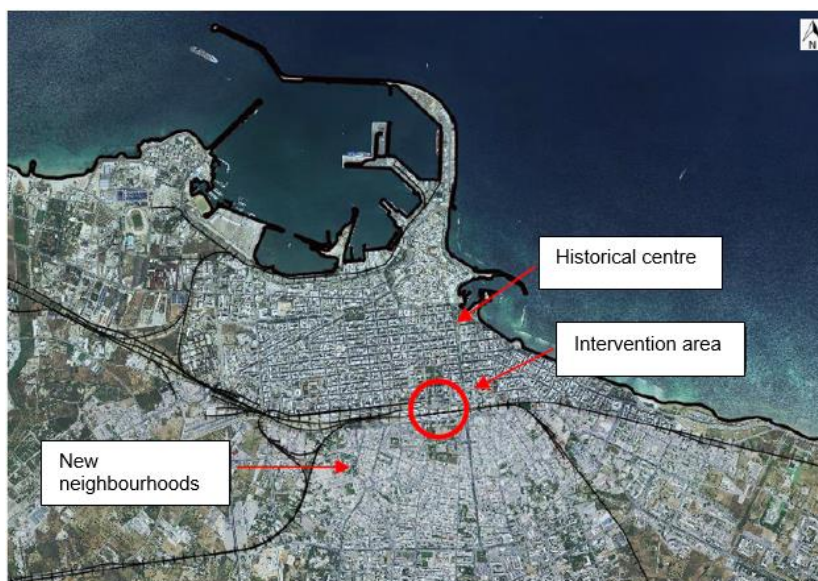 N
Historical centre
Intervention area
New
neighbourhoods